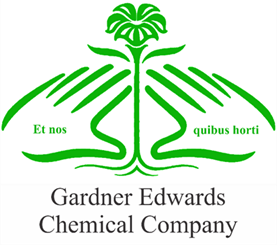 Et nos quibus horti
Gardner Edwards
Chemical Company